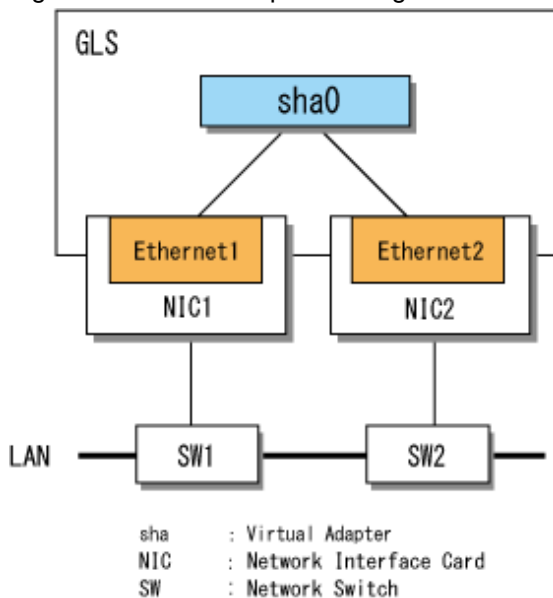 GLS
sha0
Ethernet1 Ethernet2
NIC1 NIC2
LAN SW1 SW2
sha : Virtual Adapter
NIC : Network Interface Card
SW : Network Switch